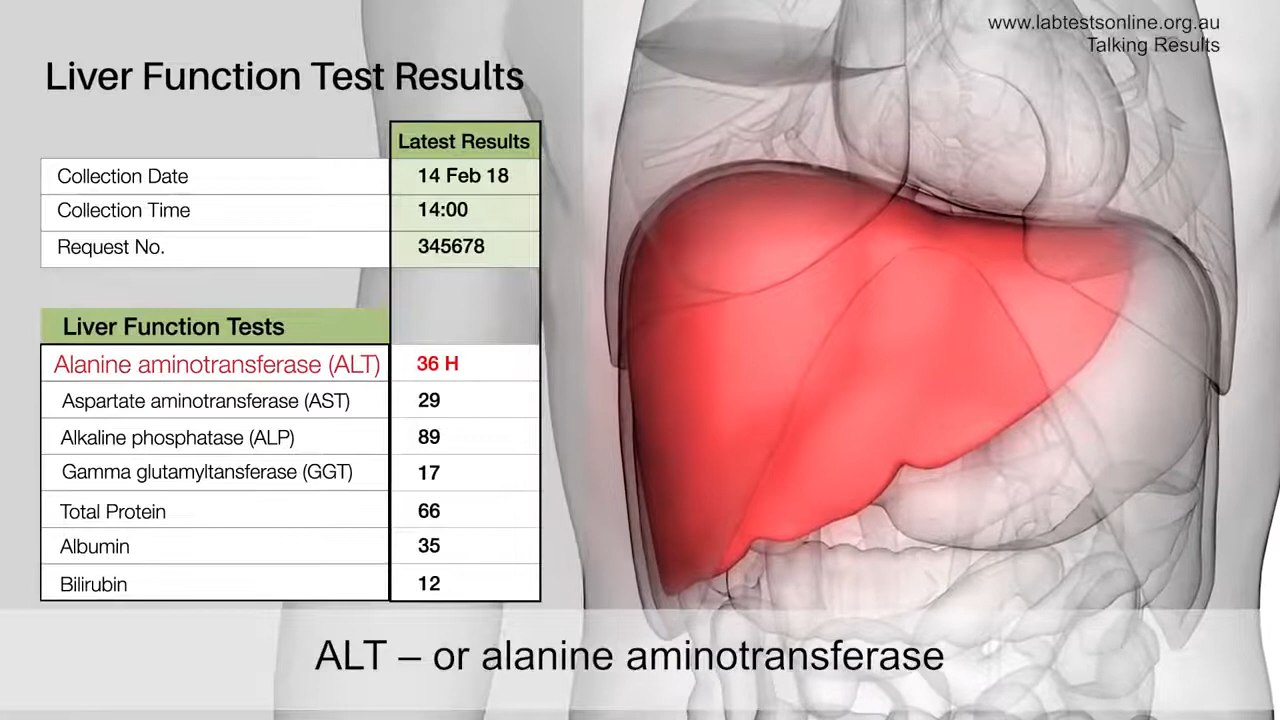 www.labtestsonline.org.au
Talking Results
Liver Function Test Results
Latest Results
Collection Date 14 Feb 18
Collection Time 14:00
Request No. 345678
Liver Function Tests
Alanine aminotransferase (ALT) 36 H
Aspartate aminotransferase (AST) 29
Alkaline phosphatase (ALP) 89
Gamma glutamyltansferase (GGT) 17
Total Protein 66
Albumin 35
Bilirubin 12
ALT – or alanine aminotransferase